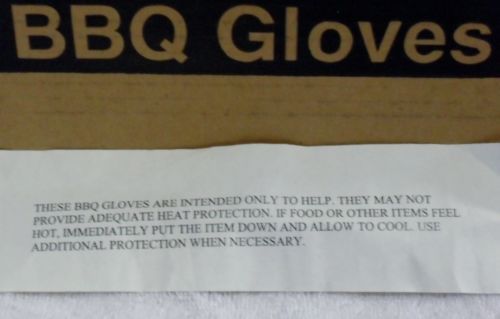 BBQ Gloves
THESE BBQ GLOVES ARE INTENDED ONLY TO HELP. THEY MAY NOT
PROVIDE ADEQUATE HEAT PROTECTION. IF FOOD OR OTHER ITEMS FEEL
HOT, IMMEDIATELY PUT THE ITEM DOWN AND ALLOW TO COOL. USE
ADDITIONAL PROTECTION WHEN NECESSARY.